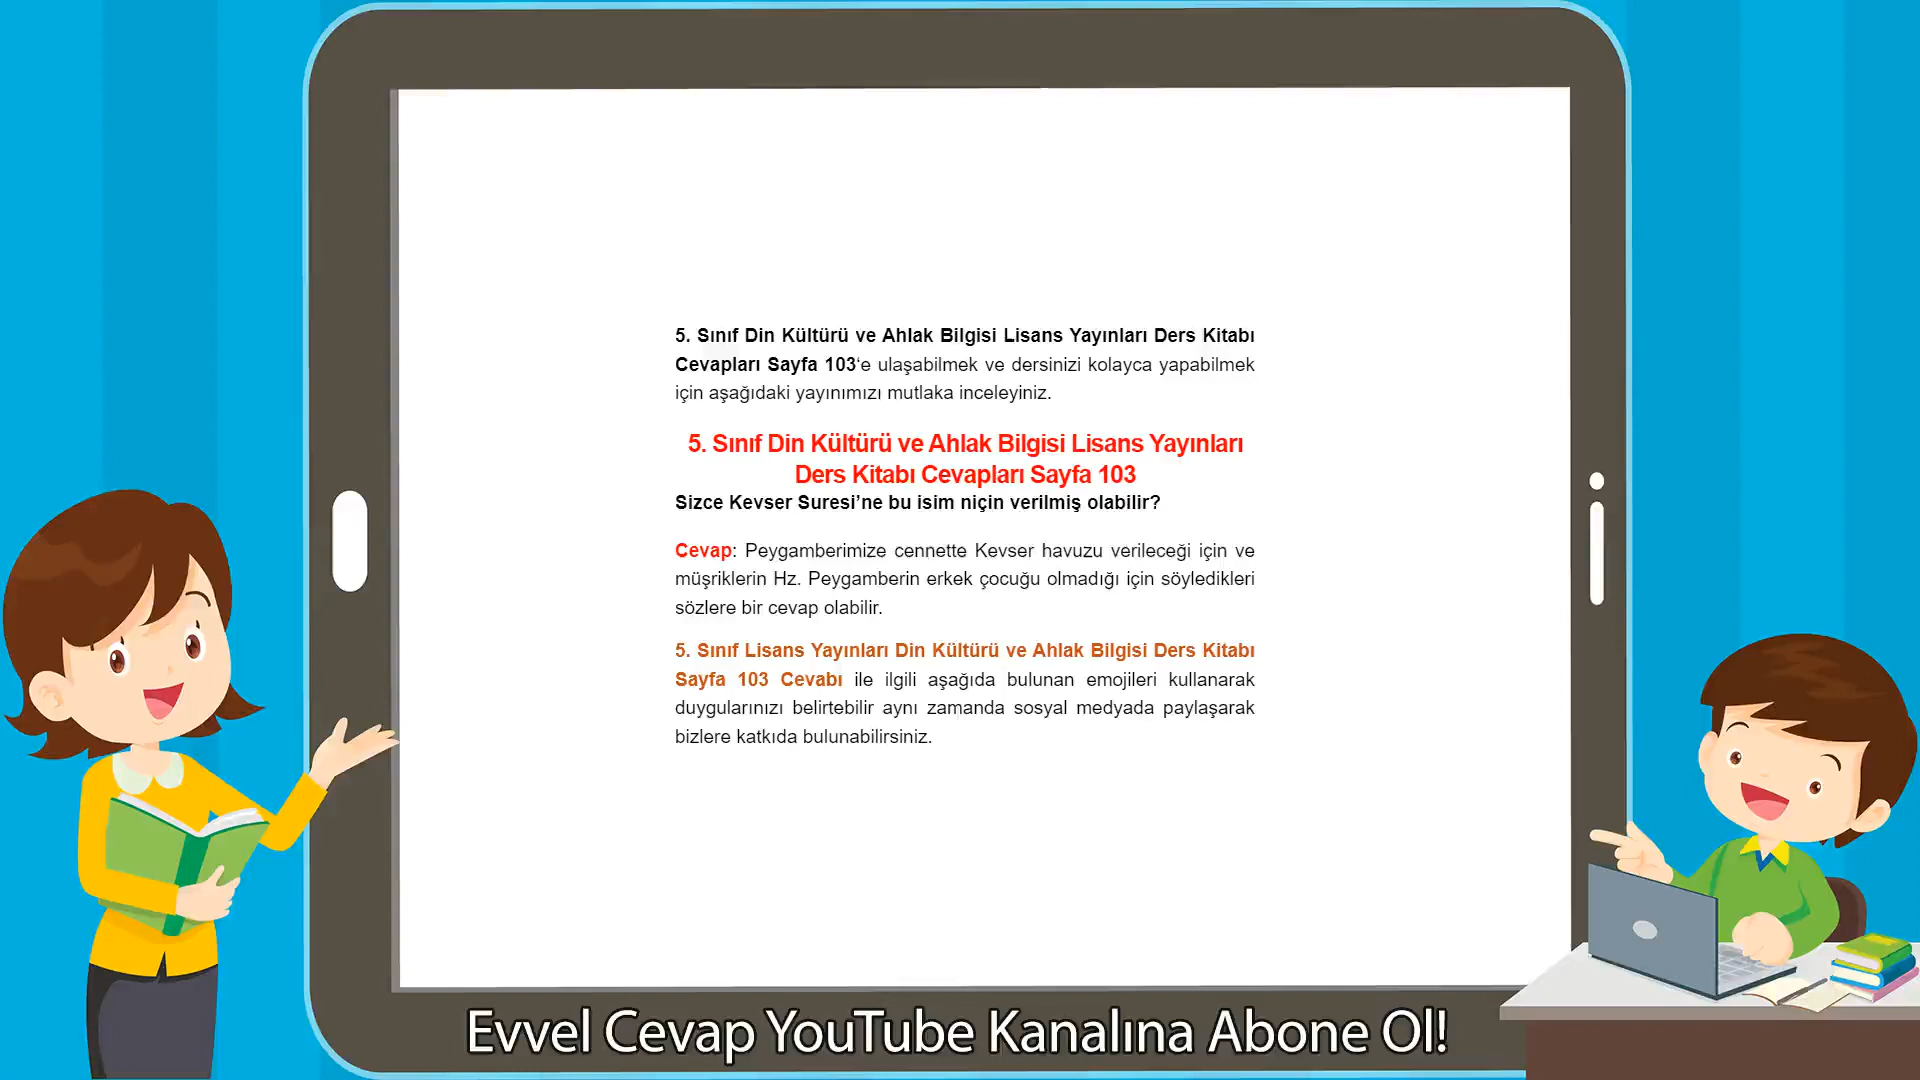 5. Sınıf Din Kültürü ve Ahlak Bilgisi Lisans Yayınları Ders Kitabı
Cevapları Sayfa 103‘e ulaşabilmek ve dersinizi kolayca yapabilmek
için aşağıdaki yayınımızı mutlaka inceleyiniz.
5. Sınıf Din Kültürü ve Ahlak Bilgisi Lisans Yayınları
Ders Kitabı Cevapları Sayfa 103
Sizce Kevser Suresi’ne bu isim niçin verilmiş olabilir?
Cevap: Peygamberimize cennette Kevser havuzu verileceği için ve
müşriklerin Hz. Peygamberin erkek çocuğu olmadığı için söyledikleri
sözlere bir cevap olabilir.
5. Sınıf Lisans Yayınları Din Kültürü ve Ahlak Bilgisi Ders Kitabı
Sayfa 103 Cevabı ile ilgili aşağıda bulunan emojileri kullanarak
duygularınızı belirtebilir aynı zamanda sosyal medyada paylaşarak
bizlere katkıda bulunabilirsiniz.
Evvel Cevap YouTube Kanalına Abone Ol!